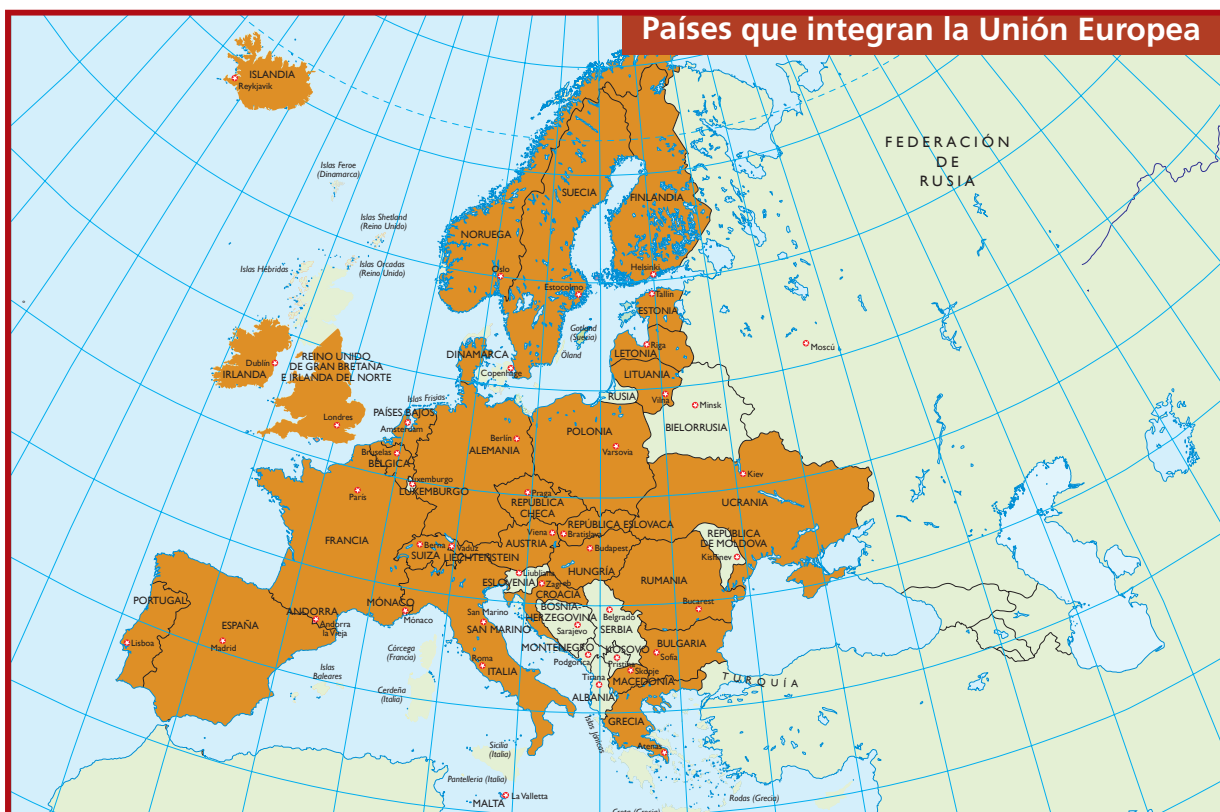 Países que integran la Unión Europea
ISLANDIA
Reykjavik
FEDERACIÓN
DE
RUSIA
Islas Feroe
(Dinamarca)
SUECIA
FINLANDIA
Islas Shetland
(Reino Unido)
NORUEGA
Islas Hébridas
Islas Orcadas
(Reino Unido)
Oslo
Helsinki
Estocolmo
Tallin
ESTONIA
Gotland
(Suecia)
Öland
Riga
LETONIA
Moscú
DINAMARCA
Copenhage
REINO UNIDO
DE GRAN BRETAÑA
E IRLANDA DEL NORTE
Dublín
IRLANDA
LITUANIA
Vilna
RUSIA
Minsk
BIELORRUSIA
Islas Frisias
PAÍSES BAJOS
Amsterdam
Londres
Berlín
ALEMANIA
POLONIA
Varsovia
Bruselas
BÉLGICA
Luxemburgo
LUXEMBURGO
Kiev
UCRANIA
París
Praga
REPÚBLICA
CHECA
REPÚBLICA ESLOVACA
Bratislava
Viena
AUSTRIA
Budapest
HUNGRÍA
REPÚBLICA
DE MOLDOVA
Kishinev
FRANCIA
Berna
SUIZA
Vaduz
LIECHTENSTEIN
Liubliana
ESLOVENIA
Zagreb
CROACIA
RUMANIA
Bucarest
BOSNIA-
HERZEGOVINA
Sarajevo
Belgrado
SERBIA
MÓNACO
Mónaco
San Marino
SAN MARINO
PORTUGAL
Lisboa
ESPAÑA
Madrid
ANDORRA
Andorra
la Vieja
MONTENEGRO
Podgorica
KOSOVO
Pristina
BULGARIA
Sofía
Skopje
MACEDONIA
Córcega
(Francia)
Roma
ITALIA
Tirana
ALBANIA
TURQUÍA
Islas
Baleares
Cerdeña
(Italia)
GRECIA
Atenas
Islas Jónicas
Sicilia
(Italia)
Pantelleria (Italia)
La Valletta
MALTA
Rodas (Grecia)
Creta (Grecia)